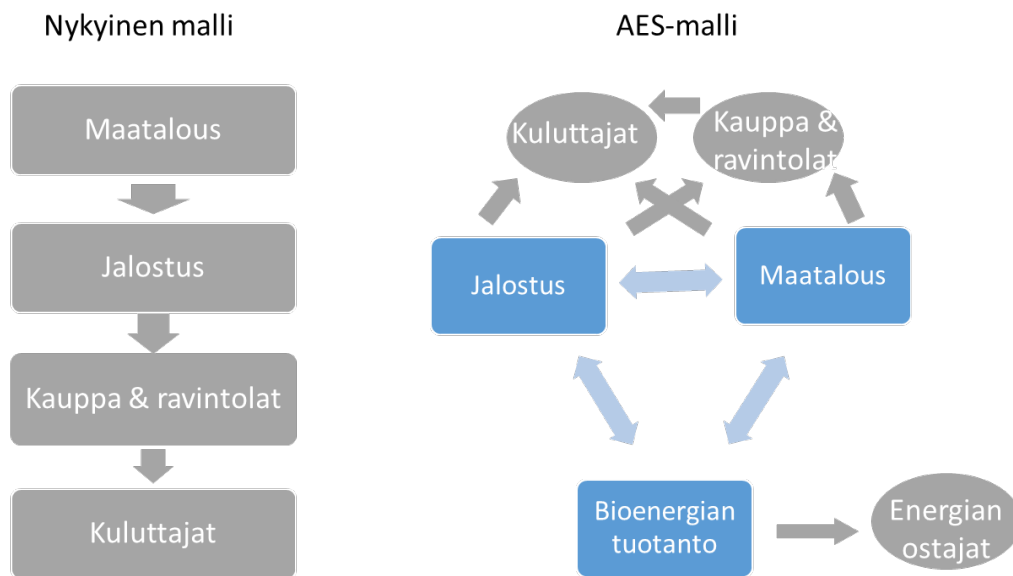 Nykyinen malli
Maatalous
Jalostus
Kauppa & ravintolat
Kuluttajat
AES-malli
Kuluttajat
Kauppa &
ravintolat
Jalostus
Maatalous
Bioenergian
tuotanto
Energian
ostajat